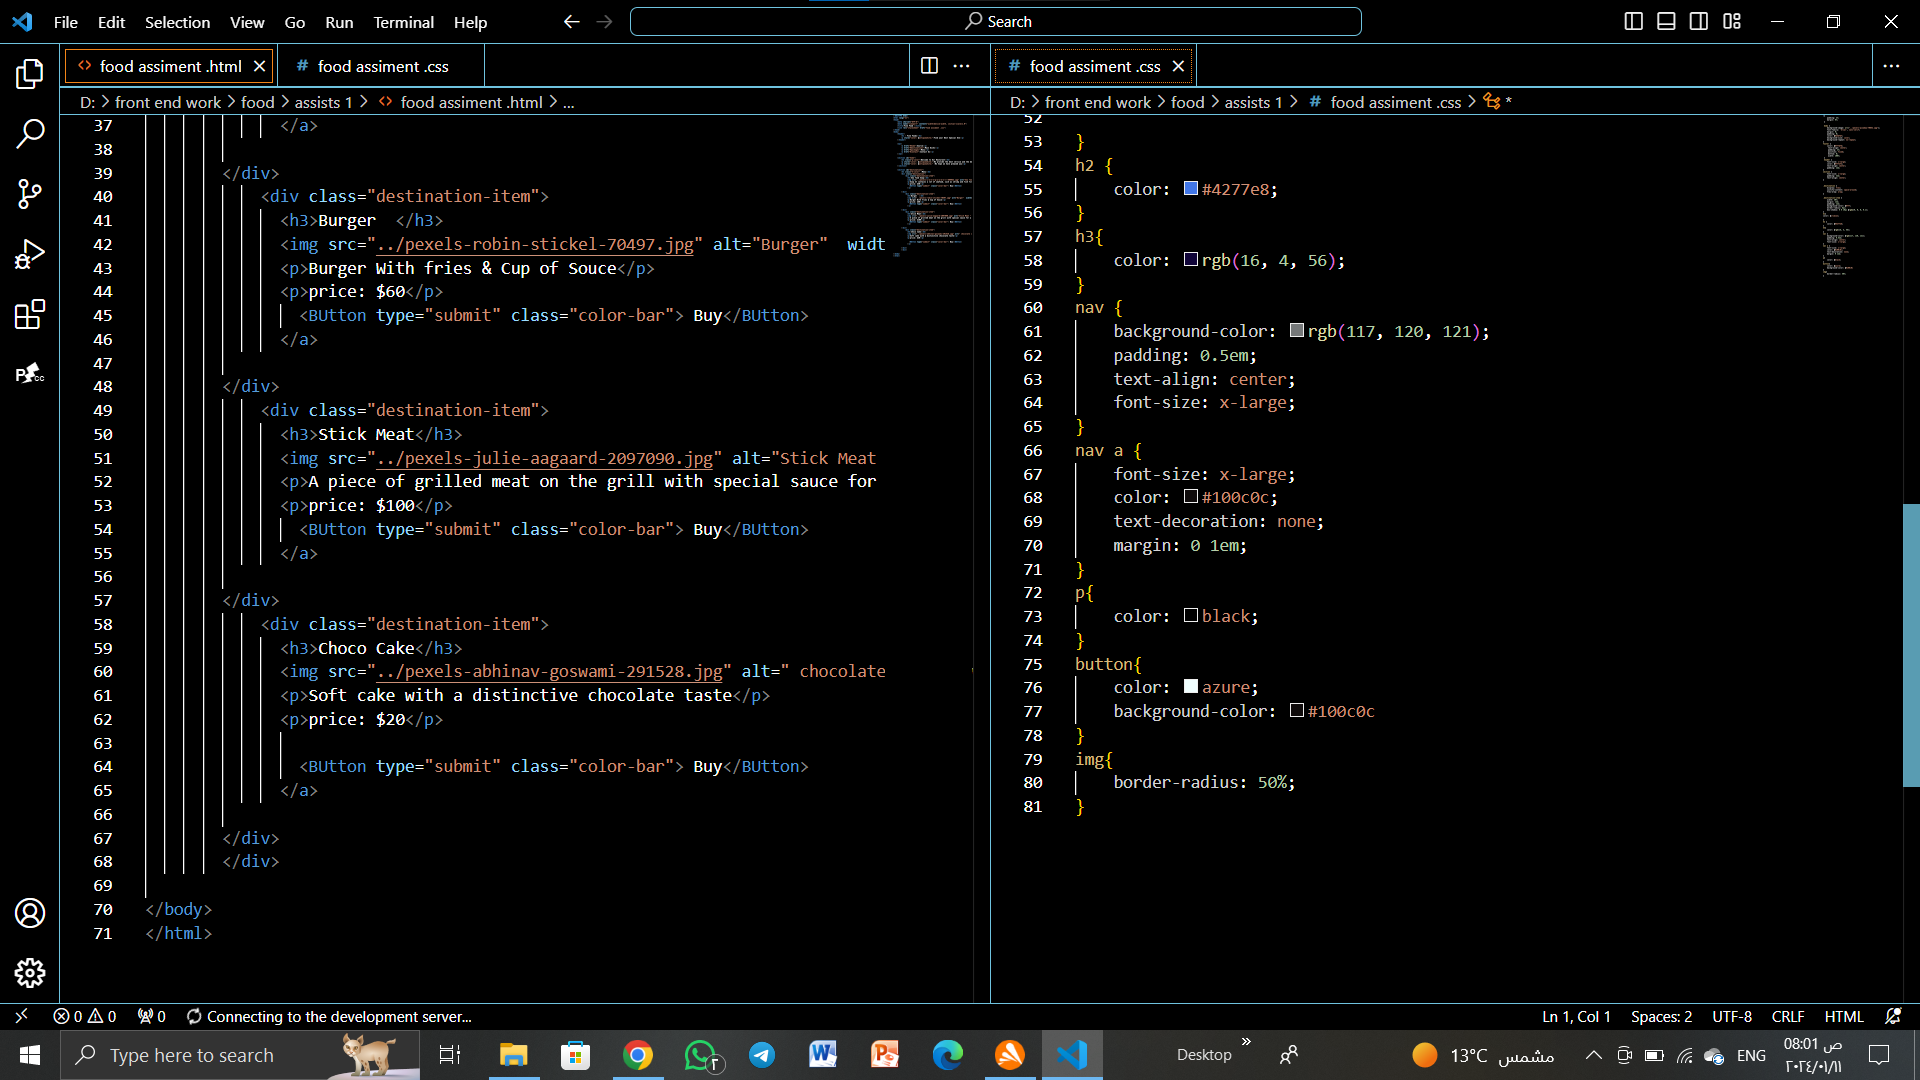 File Edit Selection View Go Run Terminal Help
Search
food assiment .html
food assiment .css
D: > front end work > food > assists 1 > food assiment .html > ...
37 </a>
38
39 </div>
40 <div class="destination-item">
41 <h3>Burger  </h3>
42 <img src="../pexels-robin-stickel-70497.jpg" alt="Burger"  widt
43 <p>Burger With fries & Cup of Souce</p>
44 <p>price: $60</p>
45 <BUtton type="submit" class="color-bar"> Buy</BUtton>
46 </a>
47
48 </div>
49 <div class="destination-item">
50 <h3>Stick Meat</h3>
51 <img src="../pexels-julie-aagaard-2097090.jpg" alt="Stick Meat
52 <p>A piece of grilled meat on the grill with special sauce for
53 <p>price: $100</p>
54 <BUtton type="submit" class="color-bar"> Buy</BUtton>
55 </a>
56
57 </div>
58 <div class="destination-item">
59 <h3>Choco Cake</h3>
60 <img src="../pexels-abhinav-goswami-291528.jpg" alt=" chocolate
61 <p>Soft cake with a distinctive chocolate taste</p>
62 <p>price: $20</p>
63
64 <BUtton type="submit" class="color-bar"> Buy</BUtton>
65 </a>
66
67 </div>
68 </div>
69
70 </body>
71 </html>
food assiment .css
D: > front end work > food > assists 1 > # food assiment .css > *
52
53 }
54 h2 {
55 color: #4277e8;
56 }
57 h3{
58 color: rgb(16, 4, 56);
59 }
60 nav {
61 background-color: rgb(117, 120, 121);
62 padding: 0.5em;
63 text-align: center;
64 font-size: x-large;
65 }
66 nav a {
67 font-size: x-large;
68 color: #100c0c;
69 text-decoration: none;
70 margin: 0 1em;
71 }
72 p{
73 color: black;
74 }
75 button{
76 color: azure;
77 background-color: #100c0c
78 }
79 img{
80 border-radius: 50%;
81 }
0 0 0 Connecting to the development server...
Ln 1, Col 1 Spaces: 2 UTF-8 CRLF HTML
Type here to search
Desktop
13°C مشمس
ENG
08:01 ص
٢٠٢٤/٠١/١١